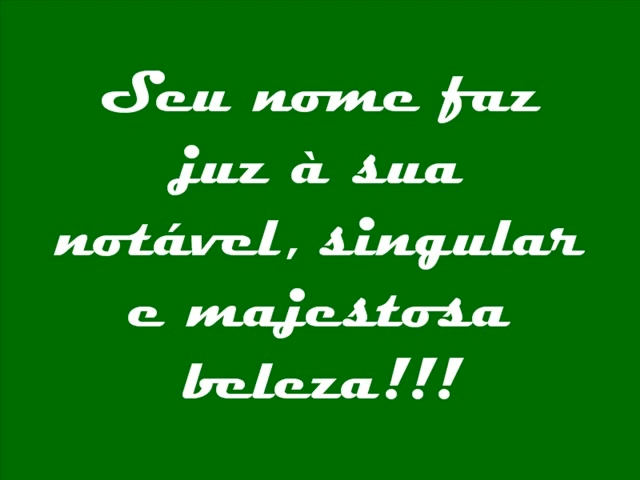 Seu nome faz
juz à sua
notável, singular
e majestosa
beleza!!!